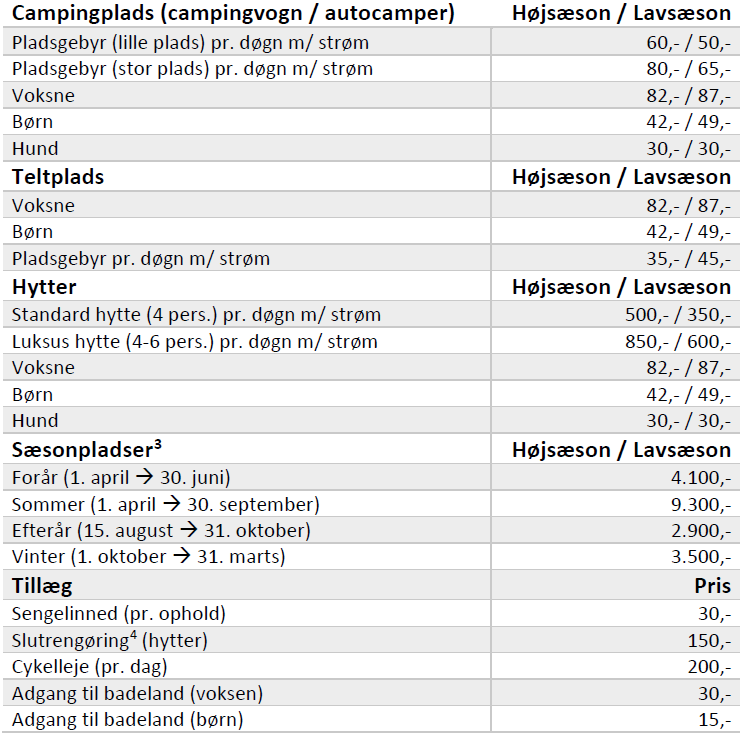 Campingplads (campingvogn / autocamper) Højsæson / Lavsæson
Pladsgebyr (lille plads) pr. døgn m/ strøm 60,- / 50,-
Pladsgebyr (stor plads) pr. døgn m/ strøm 80,- / 65,-
Voksne 82,- / 87,-
Børn 42,- / 49,-
Hund 30,- / 30,-
Teltplads Højsæson / Lavsæson
Voksne 82,- / 87,-
Børn 42,- / 49,-
Pladsgebyr pr. døgn m/ strøm 35,- / 45,-
Hytter Højsæson / Lavsæson
Standard hytte (4 pers.) pr. døgn m/ strøm 500,- / 350,-
Luksus hytte (4-6 pers.) pr. døgn m/ strøm 850,- / 600,-
Voksne 82,- / 87,-
Børn 42,- / 49,-
Hund 30,- / 30,-
Sæsonpladser³ Højsæson / Lavsæson
Forår (1. april → 30. juni) 4.100,-
Sommer (1. april → 30. september) 9.300,-
Efterår (15. august → 31. oktober) 2.900,-
Vinter (1. oktober → 31. marts) 3.500,-
Tillæg Pris
Sengelinned (pr. ophold) 30,-
Slutrengøring⁴ (hytter) 150,-
Cykelleje (pr. dag) 200,-
Adgang til badeland (voksen) 30,-
Adgang til badeland (børn) 15,-